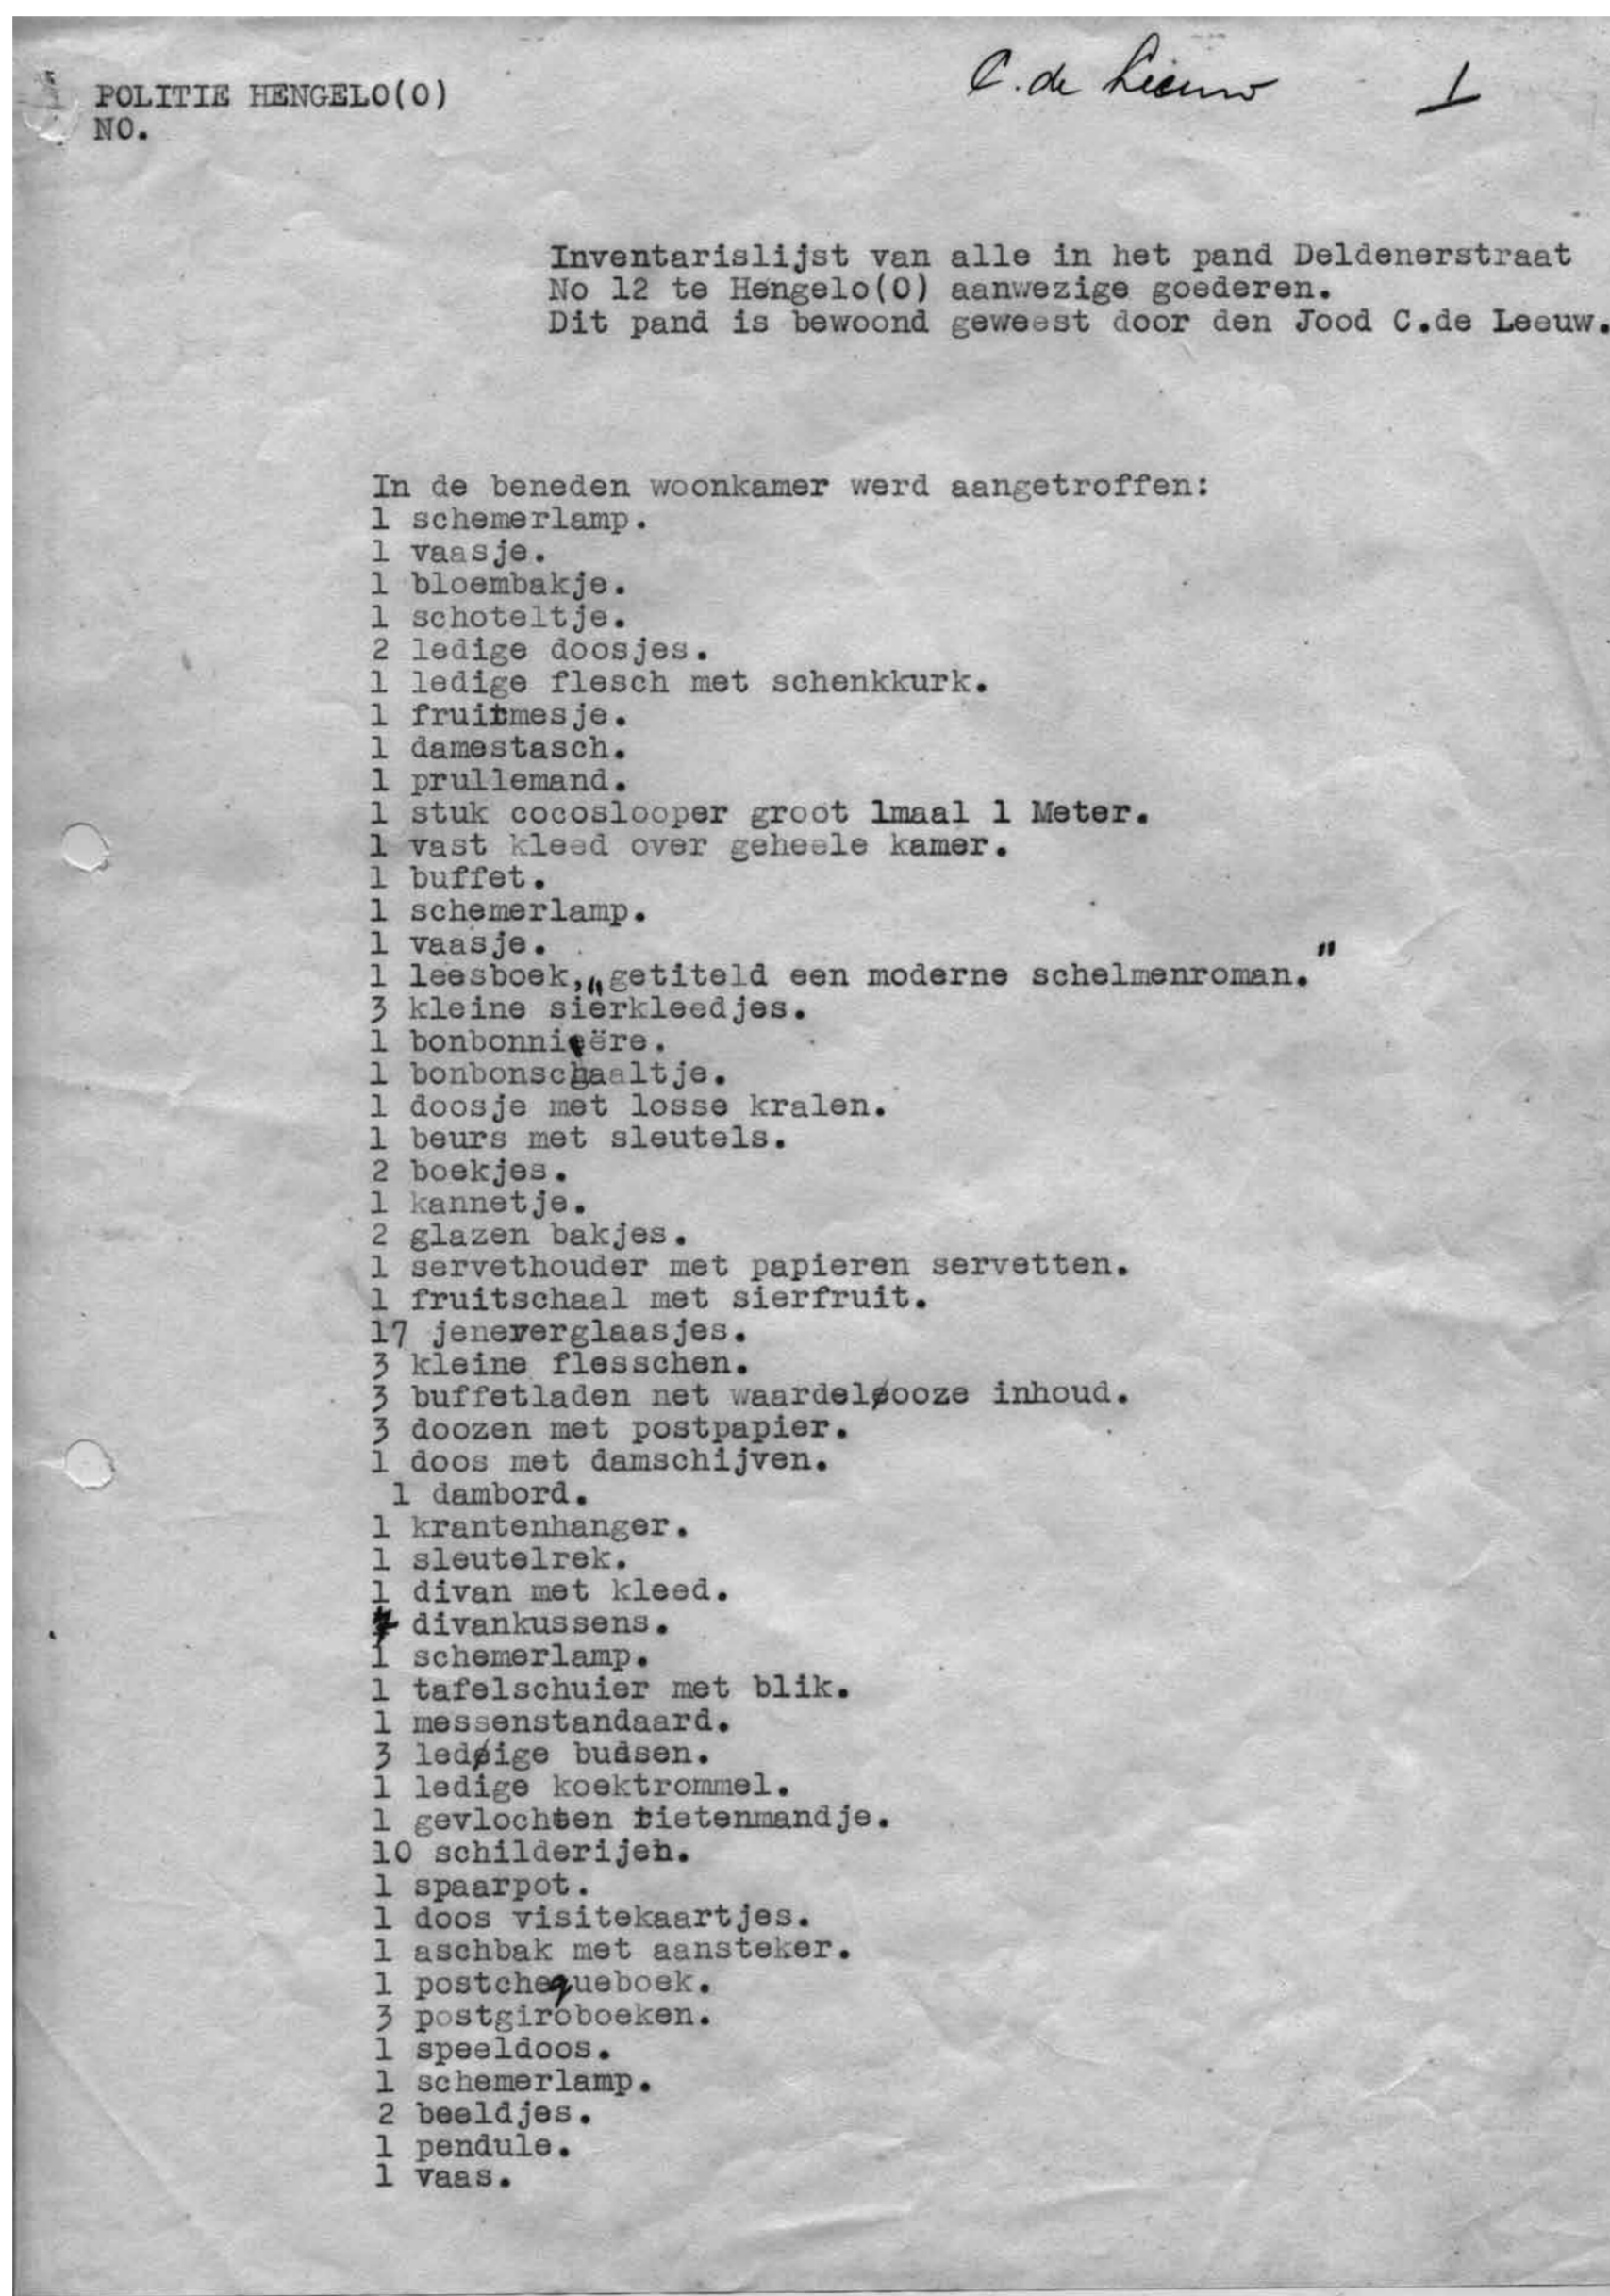 C. de Leeuw 1
POLITIE HENGELO(O)
NO.
Inventarislijst van alle in het pand Deldenerstraat
No 12 te Hengelo(O) aanwezige goederen.
Dit pand is bewoond geweest door den Jood C.de Leeuw.
In de beneden woonkamer werd aangetroffen:
1 schemerlamp.
1 vaasje.
1 bloembakje.
1 schoteltje.
2 ledige doosjes.
1 ledige flesch met schenkkurk.
1 fruitmesje.
1 damestasch.
1 prullemand.
1 stuk cocoslooper groot 1maal 1 Meter.
1 vast kleed over geheele kamer.
1 buffet.
1 schemerlamp.
1 vaasje.
1 leesboek,„getiteld een moderne schelmenroman."
3 kleine sierkleedjes.
1 bonbonnière.
1 bonbonschaaltje.
1 doosje met losse kralen.
1 beurs met sleutels.
2 boekjes.
1 kannetje.
2 glazen bakjes.
1 servethouder met papieren servetten.
1 fruitschaal met sierfruit.
17 jeneverglaasjes.
3 kleine flesschen.
3 buffetladen net waardelooze inhoud.
3 doozen met postpapier.
1 doos met damschijven.
1 dambord.
1 krantenhanger.
1 sleutelrek.
1 divan met kleed.
divankussens.
1 schemerlamp.
1 tafelschuier met blik.
1 messenstandaard.
3 ledige bussen.
1 ledige koektrommel.
1 gevlochten rietenmandje.
10 schilderijen.
1 spaarpot.
1 doos visitekaartjes.
1 aschbak met aansteker.
1 postchequeboek.
3 postgiroboeken.
1 speeldoos.
1 schemerlamp.
2 beeldjes.
1 pendule.
1 vaas.